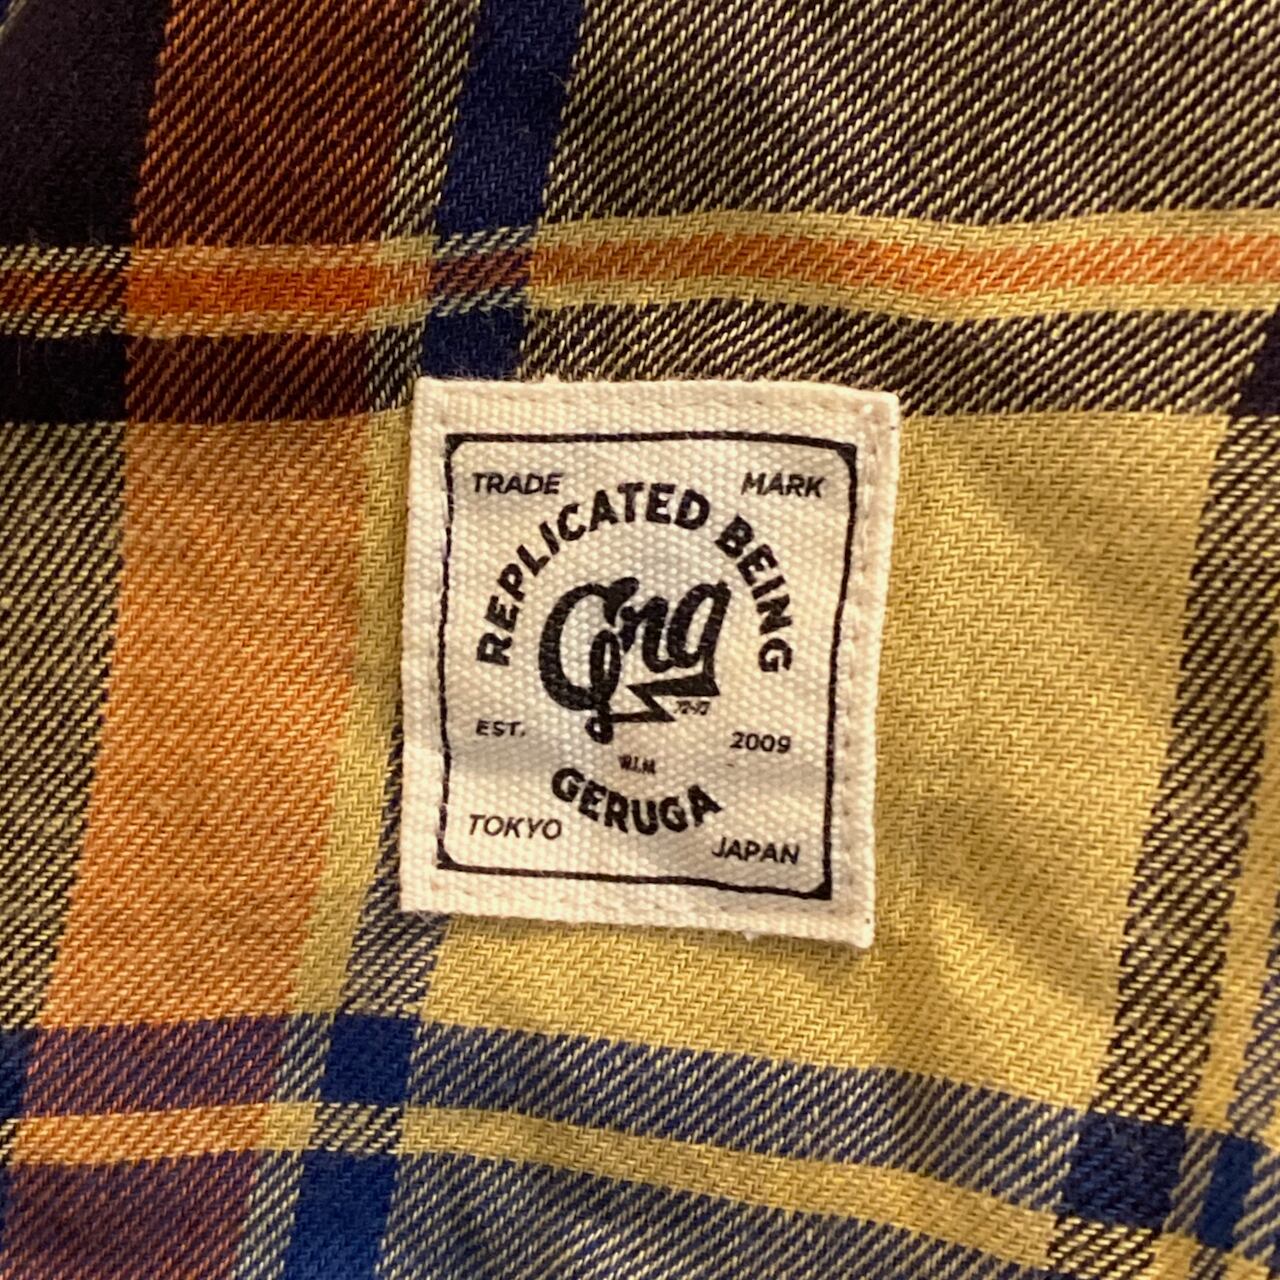 TRADE MARK
REPLICATED BEING
Grg
EST. 2009
GERUGA
TOKYO JAPAN